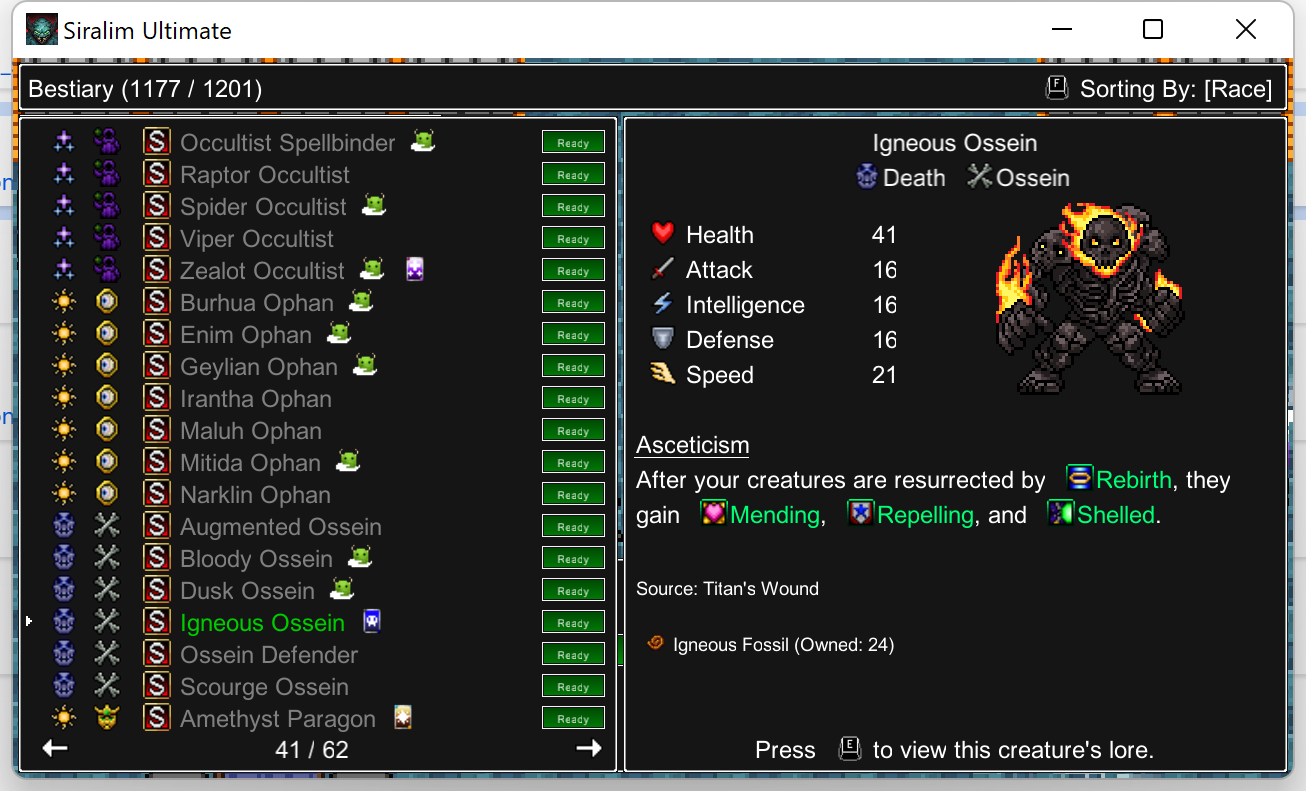 Siralim Ultimate
Bestiary (1177 / 1201)
F Sorting By: [Race]
S Occultist Spellbinder Ready
S Raptor Occultist Ready
S Spider Occultist Ready
S Viper Occultist Ready
S Zealot Occultist Ready
S Burhua Ophan Ready
S Enim Ophan Ready
S Geylian Ophan Ready
S Irantha Ophan Ready
S Maluh Ophan Ready
S Mitida Ophan Ready
S Narklin Ophan Ready
S Augmented Ossein Ready
S Bloody Ossein Ready
S Dusk Ossein Ready
S Igneous Ossein Ready
S Ossein Defender Ready
S Scourge Ossein Ready
S Amethyst Paragon Ready
41 / 62
Igneous Ossein
Death Ossein
Health 41
Attack 16
Intelligence 16
Defense 16
Speed 21
Asceticism
After your creatures are resurrected by Rebirth, they
gain Mending, Repelling, and Shelled.
Source: Titan's Wound
Igneous Fossil (Owned: 24)
Press E to view this creature's lore.